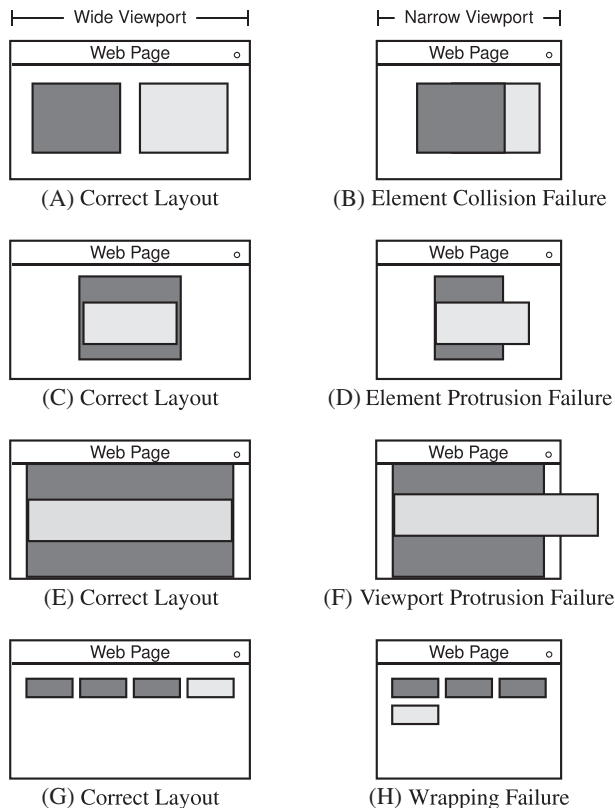 Wide Viewport
Narrow Viewport
Web Page
Web Page
(A) Correct Layout
(B) Element Collision Failure
Web Page
Web Page
(C) Correct Layout
(D) Element Protrusion Failure
Web Page
Web Page
(E) Correct Layout
(F) Viewport Protrusion Failure
Web Page
Web Page
(G) Correct Layout
(H) Wrapping Failure